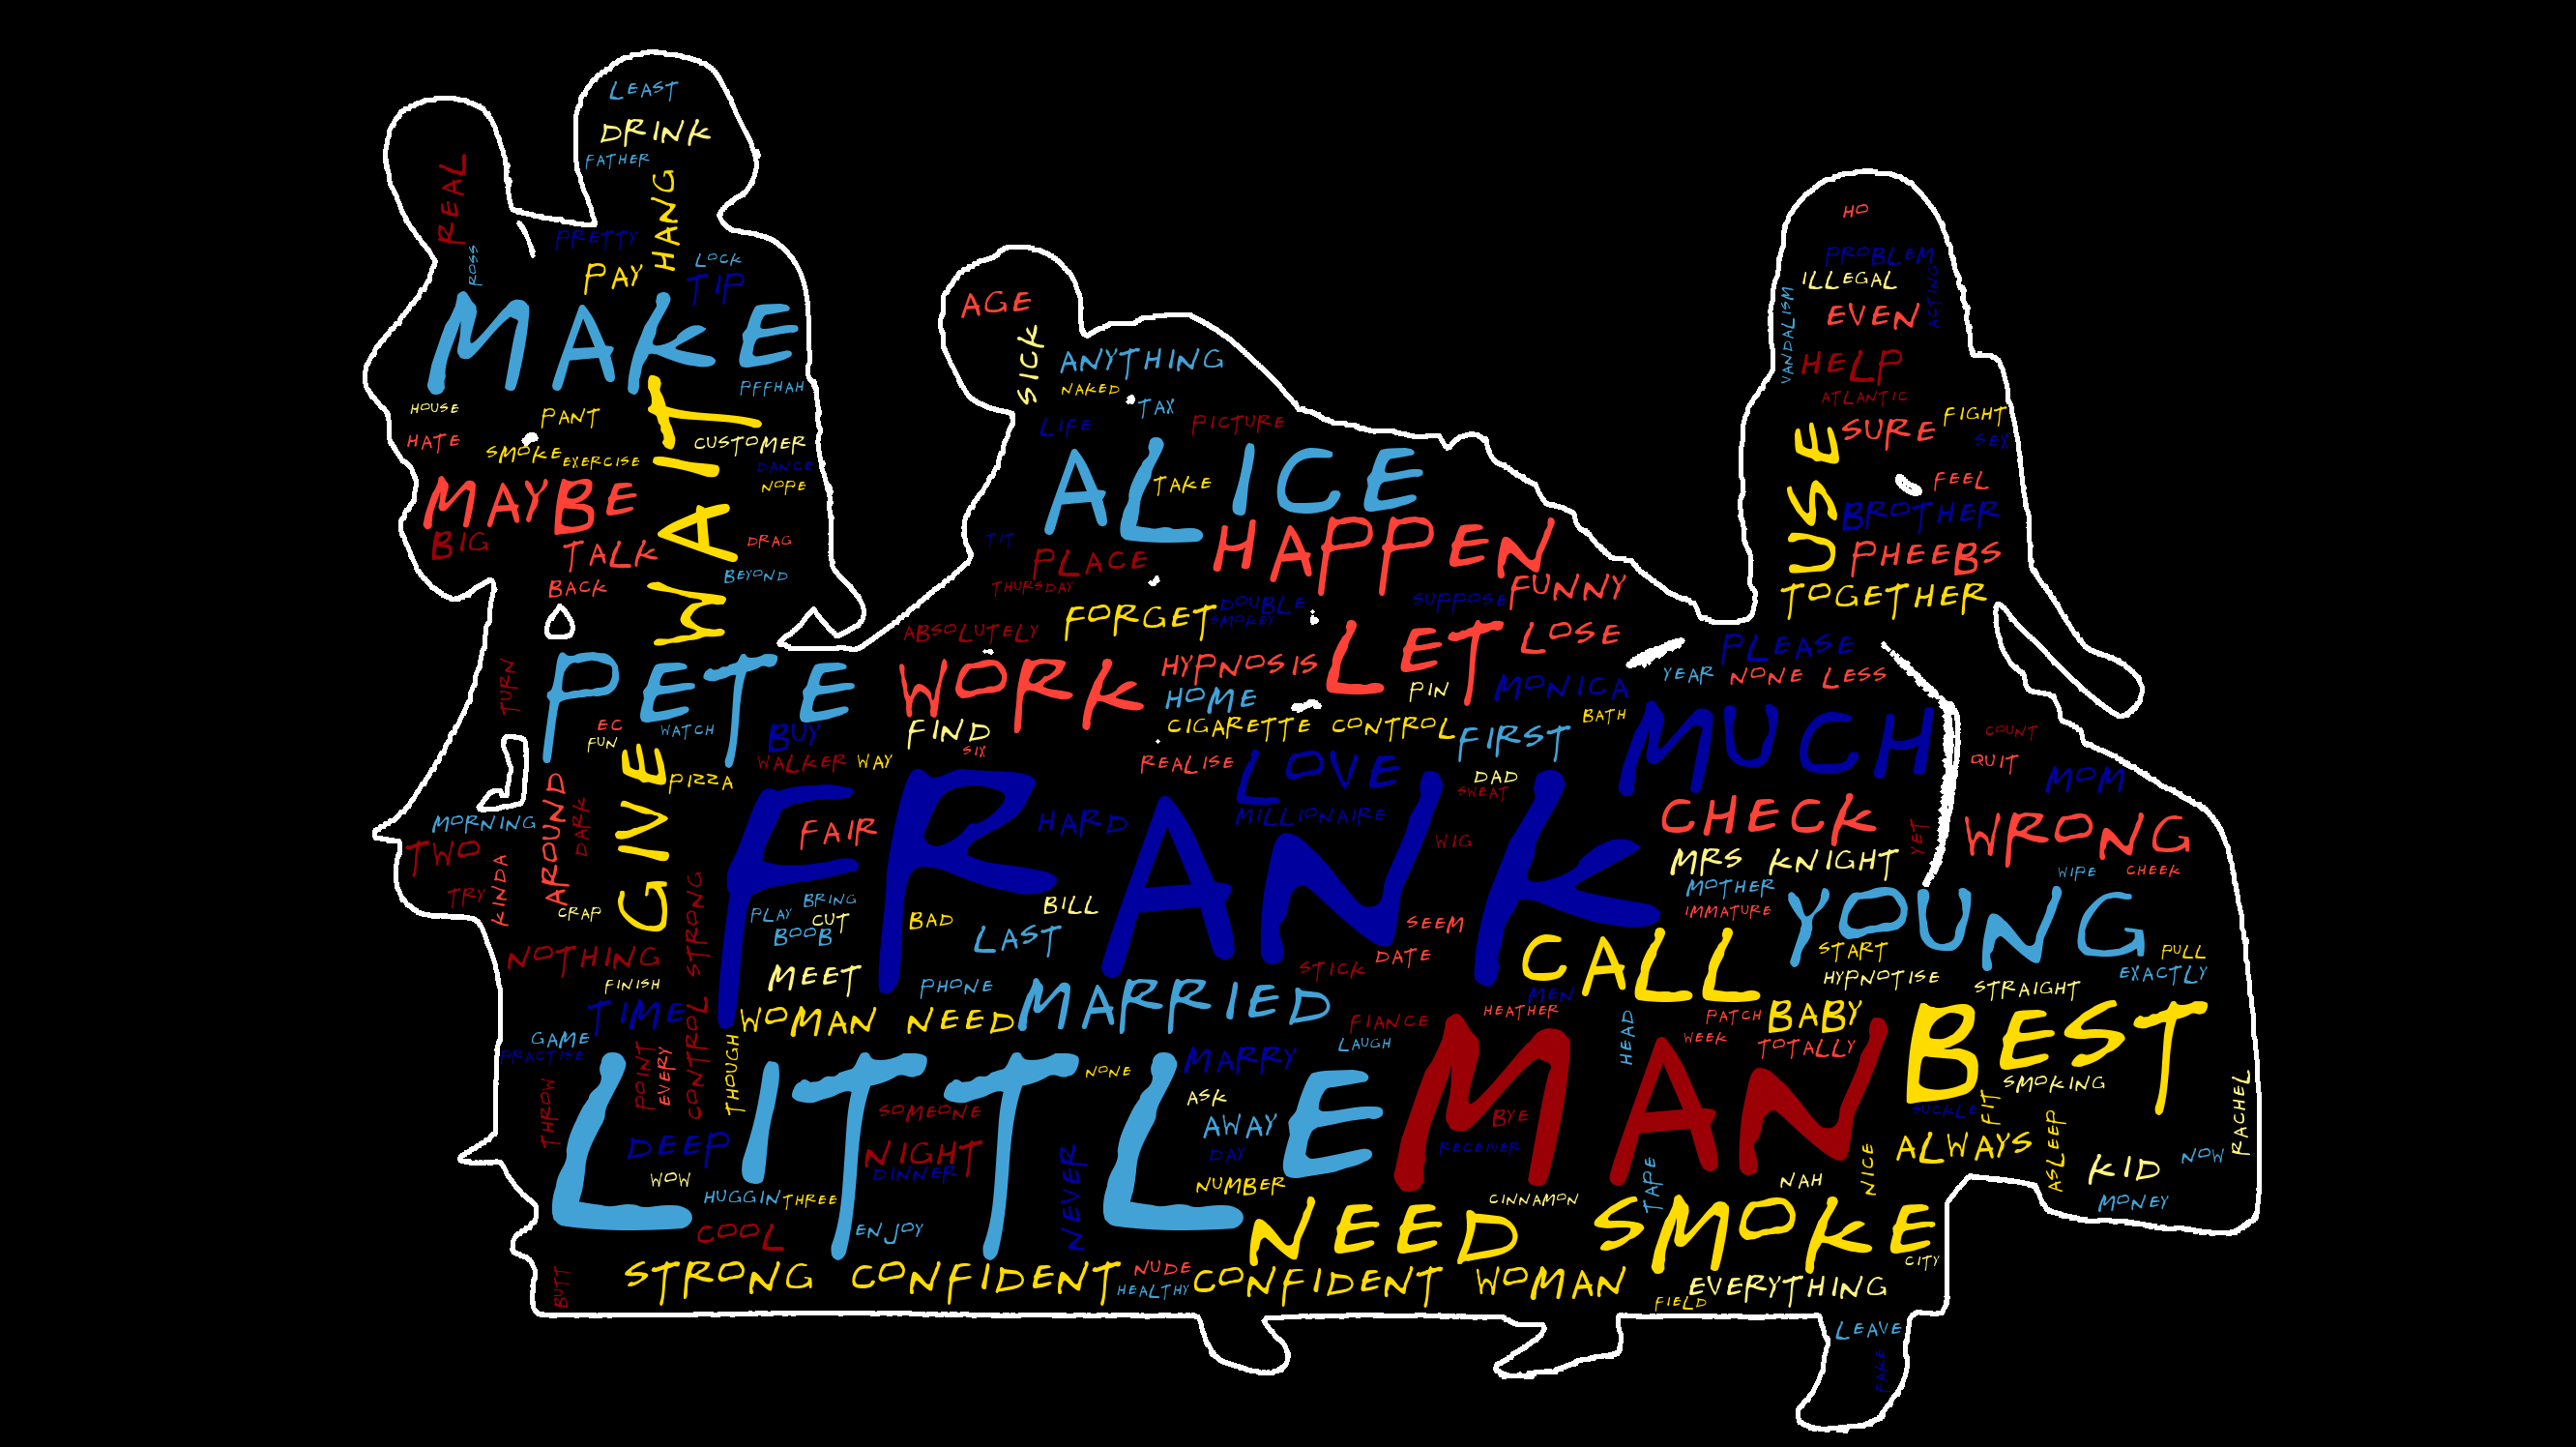 LEAST
DRINK
FATHER
REAL
HANG
ROSS
PRETTY
LOCK
PAY
TIP
MAKE
PFFHAH
HOUSE
PANT
WAIT
CUSTOMER
HATE
SMOKE
EXERCISE
DANCE
NOPE
MAYBE
BIG
TALK
DRAG
BACK
BEYOND
AGE
SICK
ANYTHING
NAKED
TAX
LIFE
PICTURE
ALICE
TAKE
HAPPEN
TIT
PLACE
THURSDAY
FUNNY
FORGET
DOUBLE
SMOKEY
SUPPOSE
ABSOLUTELY
LET
LOSE
HO
PROBLEM
ILLEGAL
ACTING
VANDALISM
EVEN
HELP
ATLANTIC
USE
SURE
FIGHT
SEX
FEEL
BROTHER
PHEEBS
TOGETHER
PLEASE
YEAR
NONE LESS
TURN
PETE
EC
FUN
WATCH
BUY
WORK
HYPNOSIS
HOME
PIN
MONICA
FIND
SIX
CIGARETTE CONTROL
FIRST
BATH
MUCH
COUNT
QUIT
MOM
WALKER
WAY
PIZZA
REALISE
LOVE
DAD
SWEAT
GIVE
AROUND
DARK
MORNING
TWO
TRY
KINDA
CRAP
FRANK
FAIR
HARD
MILLIONAIRE
WIG
CHECK
YET
WRONG
MRS KNIGHT
WIPE
CHEEK
MOTHER
IMMATURE
YOUNG
PLAY
BRING
CUT
BOOB
BAD
BILL
LAST
SEEM
DATE
STICK
CALL
START
PULL
HYPNOTISE
EXACTLY
STRAIGHT
NOTHING
FINISH
CONTROL STRONG
MEET
PHONE
MARRIED
MEN
HEATHER
TIME
GAME
PRACTISE
WOMAN NEED
FIANCE
LAUGH
HEAD
PATCH
WEEK
BABY
TOTALLY
BEST
SMOKING
THROW
POINT
EVERY
THOUGH
LITTLE
NONE
MARRY
ASK
MAN
SUCKLE
FIT
RACHEL
SOMEONE
AWAY
BYE
RECEIVER
ALWAYS
ASLEEP
DEEP
NIGHT
DINNER
DAY
NOW
KID
MONEY
WOW
HUGGIN
THREE
NEVER
NUMBER
CINNAMON
TAPE
NAH
NICE
COOL
ENJOY
NEED SMOKE
CITY
BUTT
STRONG CONFIDENT
NUDE
HEALTHY
CONFIDENT WOMAN
FIELD
EVERYTHING
LEAVE
FAKE